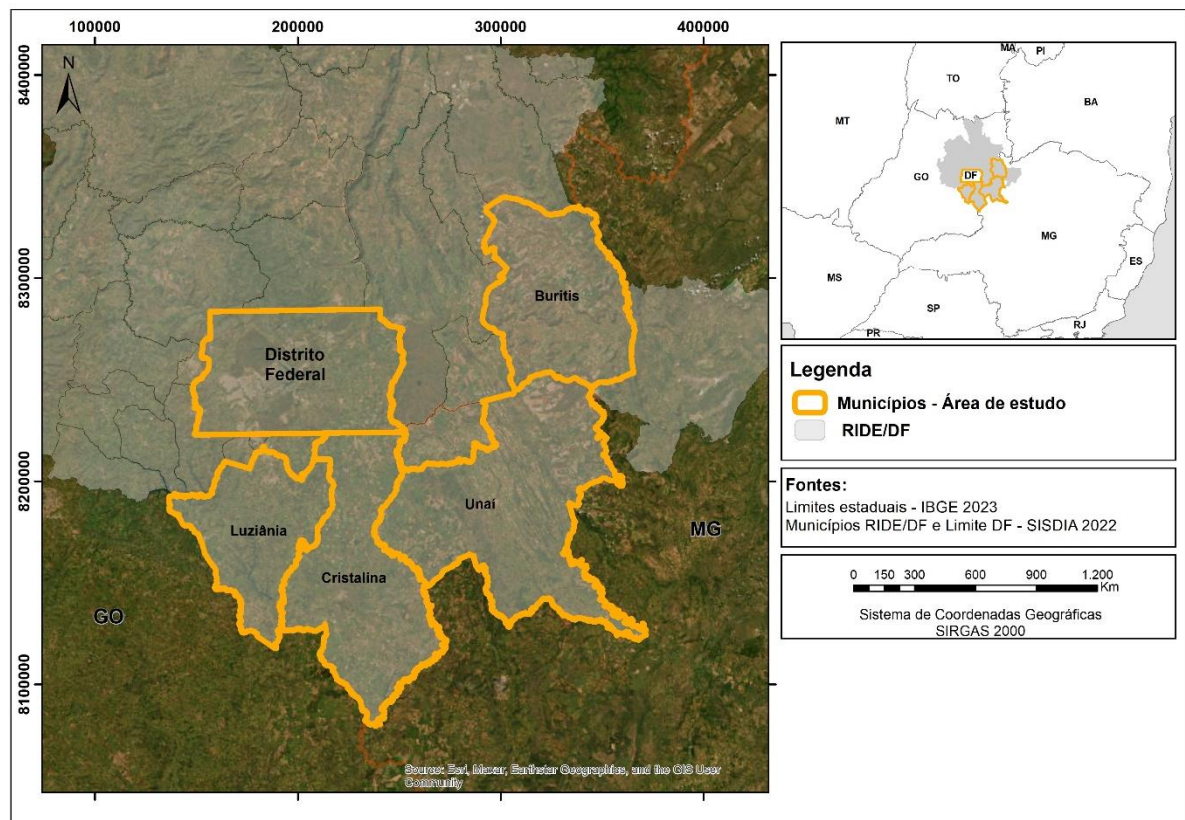 100000
200000
300000
400000
8400000
8300000
8200000
8100000
N
Buritis
Distrito
Federal
Unaí
Luziânia
Cristalina
MG
GO
Source: Esri, Maxar, Earthstar Geographics, and the GIS User
Community
MA
PI
TO
BA
MT
GO
DF
MG
ES
MS
SP
RJ
PR
Legenda
Municípios - Área de estudo
RIDE/DF
Fontes:
Limites estaduais - IBGE 2023
Municípios RIDE/DF e Limite DF - SISDIA 2022
0 150 300 600 900 1.200
Km
Sistema de Coordenadas Geográficas
SIRGAS 2000